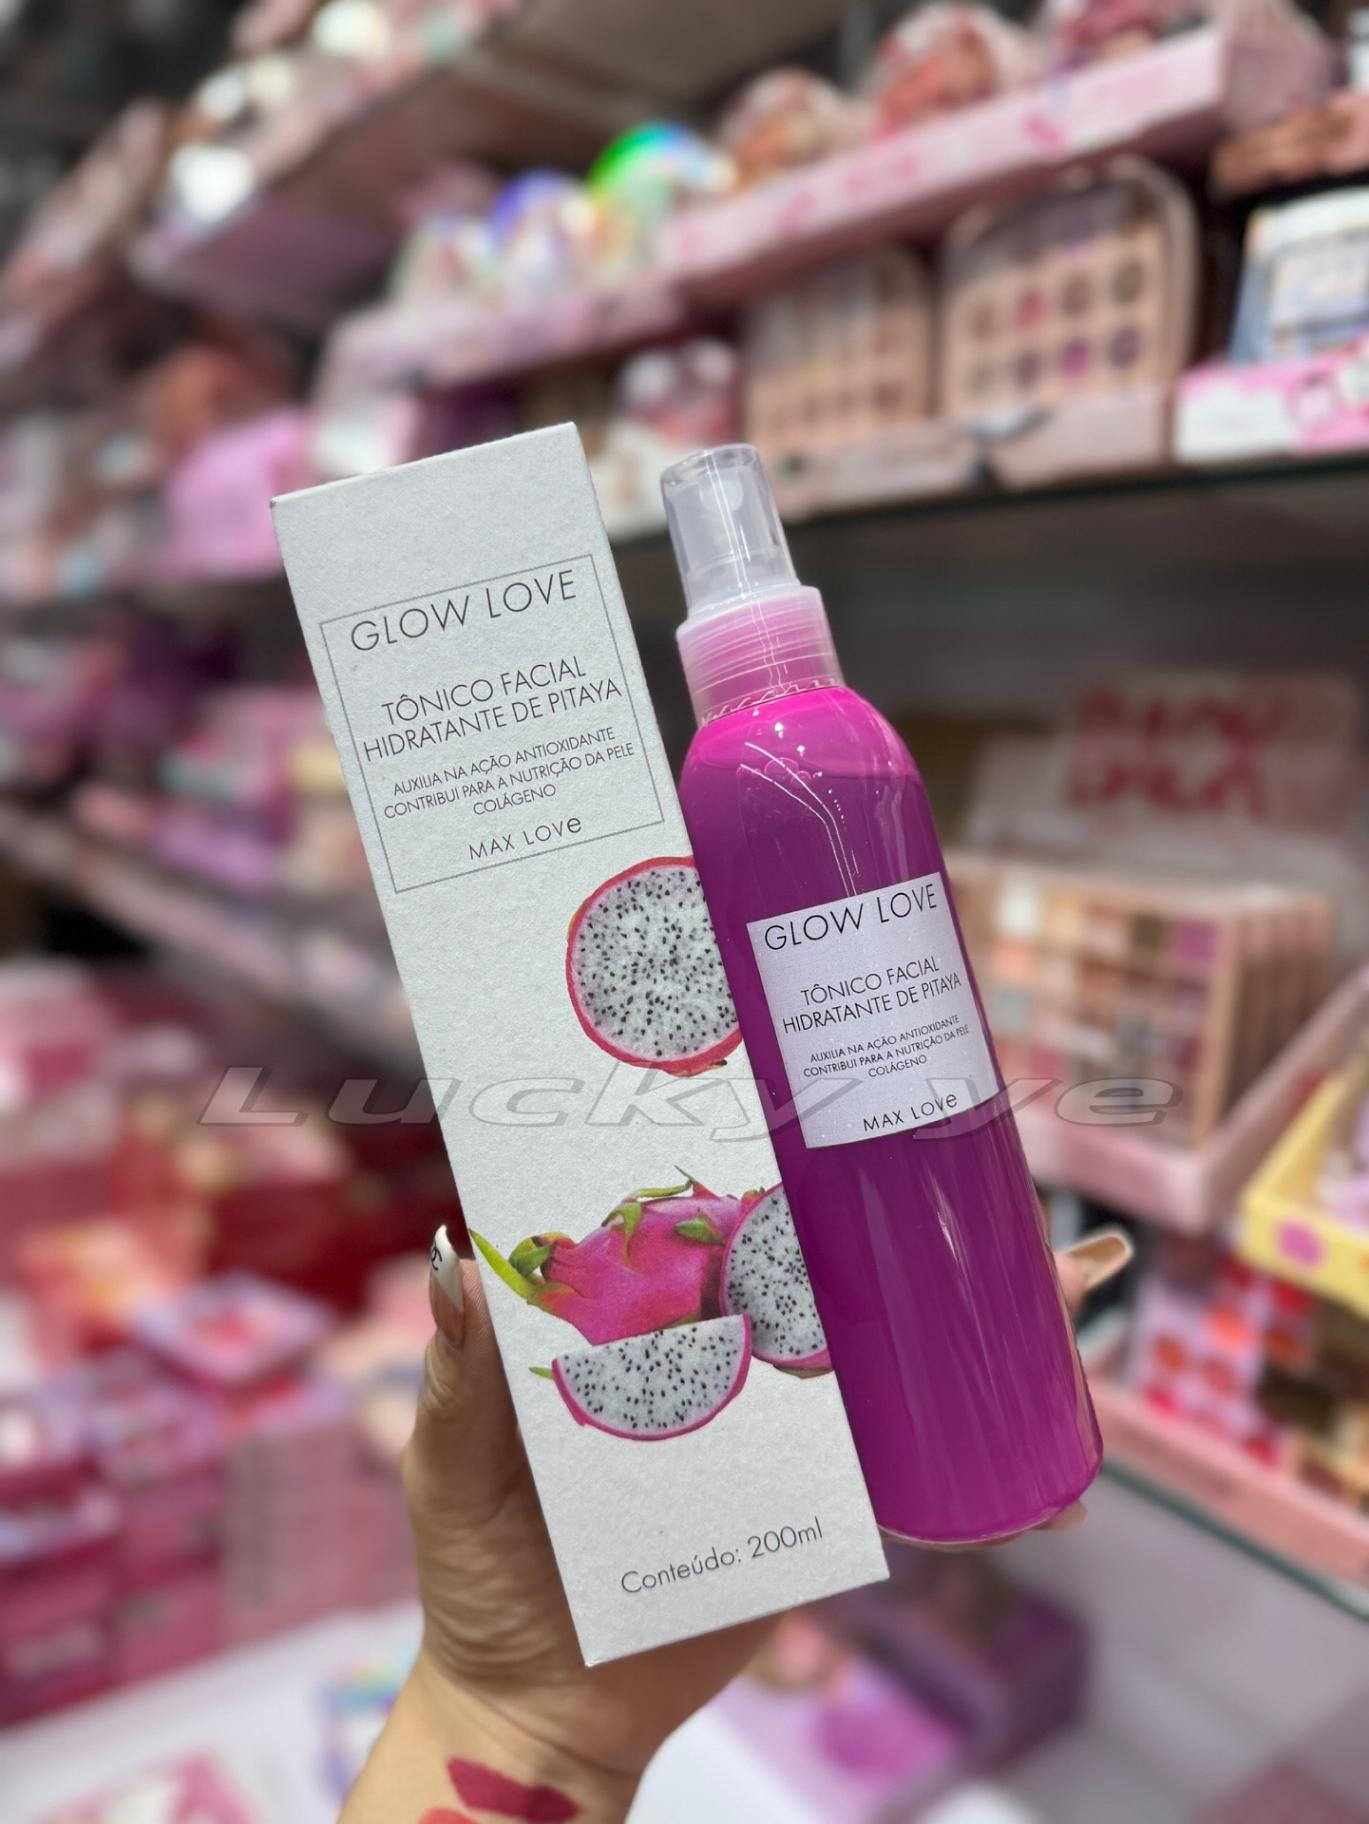 GLOW LOVE
TÔNICO FACIAL
HIDRATANTE DE PITAYA
AUXILIA NA AÇÃO ANTIOXIDANTE
CONTRIBUI PARA A NUTRIÇÃO DA PELE
COLÁGENO
MAX LOVe
Conteúdo: 200ml
GLOW LOVE
TÔNICO FACIAL
HIDRATANTE DE PITAYA
AUXILIA NA AÇÃO ANTIOXIDANTE
CONTRIBUI PARA A NUTRIÇÃO DA PELE
COLÁGENO
MAX LOVe
Lucky ye